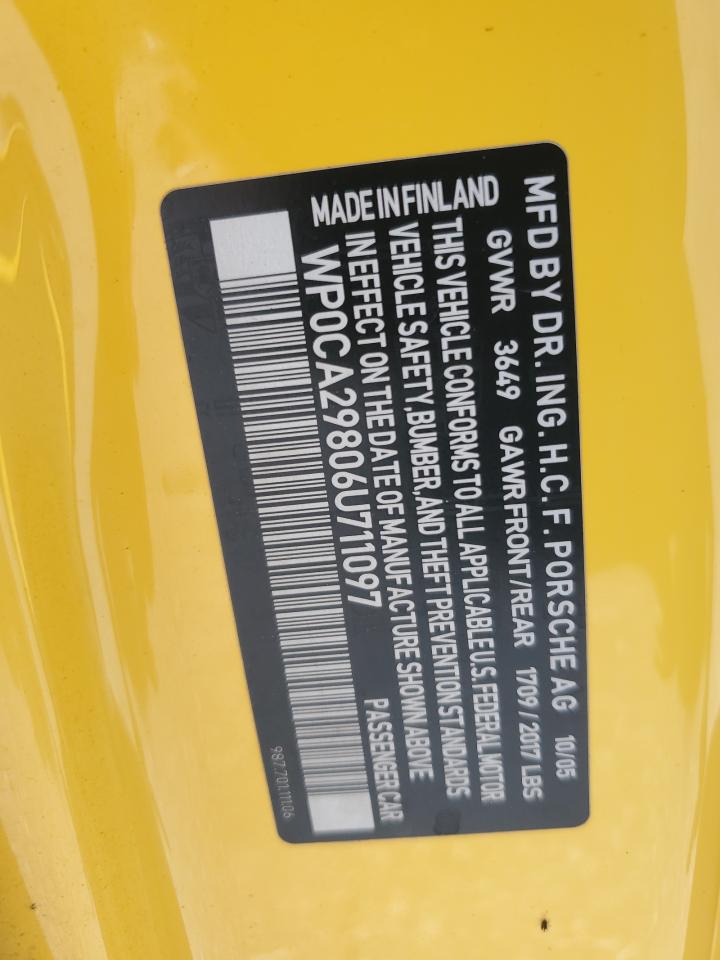 MFD BY DR. ING. H.C. F. PORSCHE AG 10/05
GVWR 3649 GAWR FRONT/REAR 1709 / 2017 LBS
THIS VEHICLE CONFORMS TO ALL APPLICABLE U.S. FEDERAL MOTOR
VEHICLE SAFETY, BUMBER, AND THEFT PREVENTION STANDARDS
IN EFFECT ON THE DATE OF MANUFACTURE SHOWN ABOVE
MADE IN FINLAND
WP0CA29806U711097 PASSENGER CAR
987.701.111.06